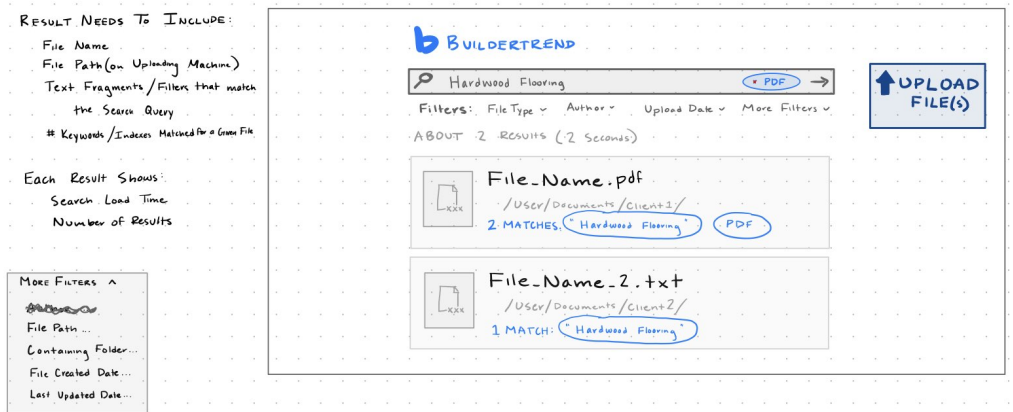 RESULT NEEDS TO INCLUDE:
File Name
File Path (on Uploading Machine)
Text Fragments/Filters that match
the Search Query
# Keywords/Indexes Matched for a Given File
Each Result Shows:
Search Load Time
Number of Results
MORE FILTERS ^
File Path ...
Containing Folder...
File Created Date...
Last Updated Date...
b BUILDERTREND
Hardwood Flooring × PDF →
Filters: File Type Author Upload Date More Filters
ABOUT 2 RESULTS (.2 Seconds)
File_Name.pdf
.xxx
/User/Documents/Client1/
2 MATCHES: "Hardwood Flooring" PDF
File_Name_2.txt
.xxx
/User/Documents/Client2/
1 MATCH: "Hardwood Flooring"
UPLOAD
FILE(S)